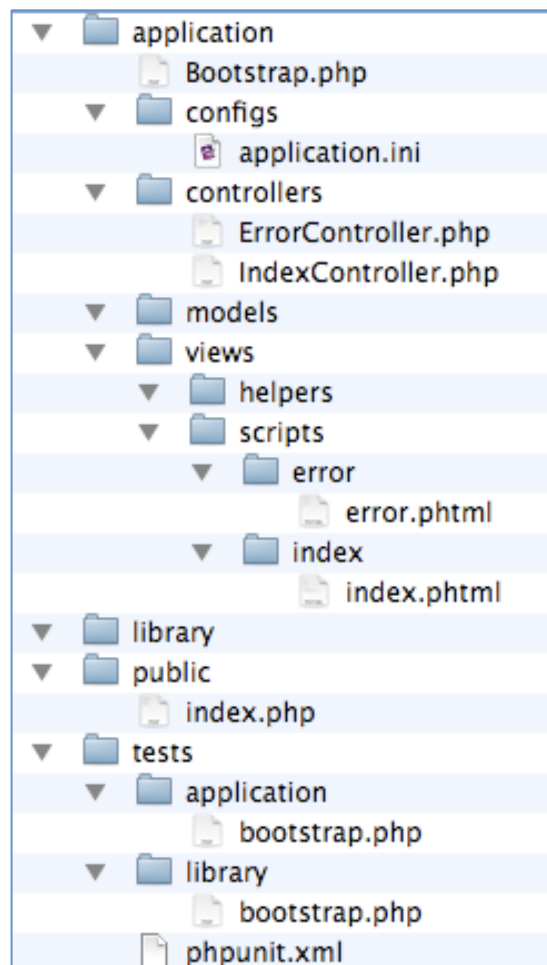 application
Bootstrap.php
configs
application.ini
controllers
ErrorController.php
IndexController.php
models
views
helpers
scripts
error
error.phtml
index
index.phtml
library
public
index.php
tests
application
bootstrap.php
library
bootstrap.php
phpunit.xml